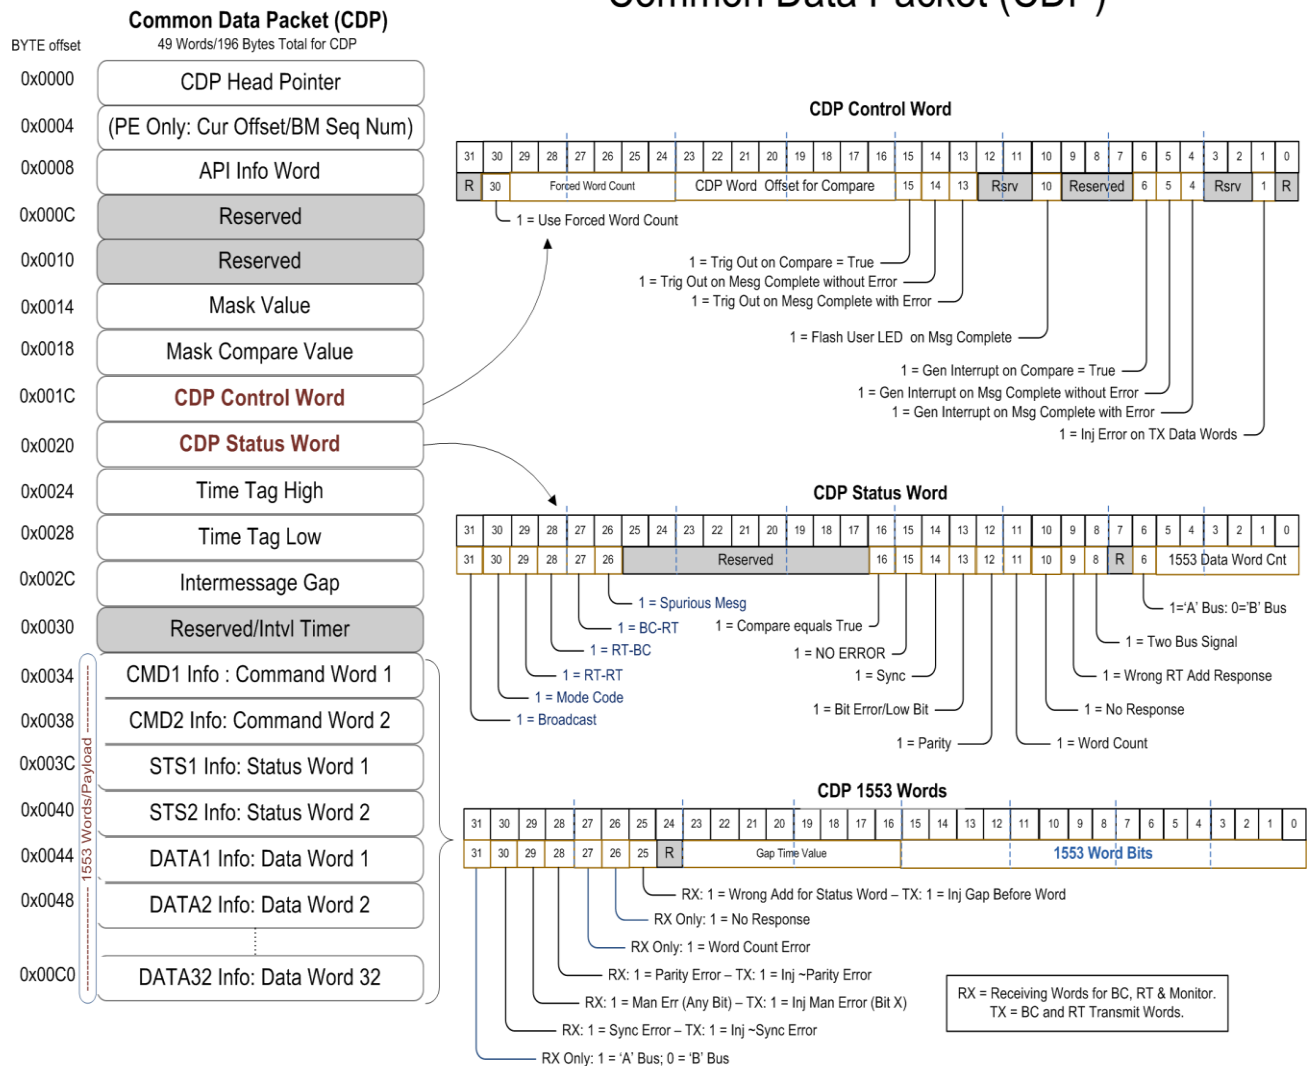 Common Data Packet (CDP)
Common Data Packet (CDP)
49 Words/196 Bytes Total for CDP
BYTE offset
0x0000 CDP Head Pointer
0x0004 (PE Only: Cur Offset/BM Seq Num)
0x0008 API Info Word
0x000C Reserved
0x0010 Reserved
0x0014 Mask Value
0x0018 Mask Compare Value
0x001C CDP Control Word
0x0020 CDP Status Word
0x0024 Time Tag High
0x0028 Time Tag Low
0x002C Intermessage Gap
0x0030 Reserved/Intvl Timer
0x0034 CMD1 Info : Command Word 1
0x0038 CMD2 Info: Command Word 2
0x003C STS1 Info: Status Word 1
0x0040 STS2 Info: Status Word 2
0x0044 DATA1 Info: Data Word 1
0x0048 DATA2 Info: Data Word 2
0x00C0 DATA32 Info: Data Word 32
1553 Words/Payload
CDP Control Word
31 30 29 28 27 26 25 24 23 22 21 20 19 18 17 16 15 14 13 12 11 10 9 8 7 6 5 4 3 2 1 0
R 30 Forced Word Count CDP Word Offset for Compare 15 14 13 Rsrv 10 Reserved 6 5 4 Rsrv 1 R
1 = Use Forced Word Count
1 = Trig Out on Compare = True
1 = Trig Out on Mesg Complete without Error
1 = Trig Out on Mesg Complete with Error
1 = Flash User LED on Msg Complete
1 = Gen Interrupt on Compare = True
1 = Gen Interrupt on Msg Complete without Error
1 = Gen Interrupt on Msg Complete with Error
1 = Inj Error on TX Data Words
CDP Status Word
31 30 29 28 27 26 25 24 23 22 21 20 19 18 17 16 15 14 13 12 11 10 9 8 7 6 5 4 3 2 1 0
31 30 29 28 27 26 Reserved 16 15 14 13 12 11 10 9 8 R 6 1553 Data Word Cnt
1 = Spurious Mesg
1 = BC-RT
1 = RT-BC
1 = RT-RT
1 = Mode Code
1 = Broadcast
1 = Compare equals True
1 = NO ERROR
1 = Sync
1 = Bit Error/Low Bit
1 = Parity
1='A' Bus: 0='B' Bus
1 = Two Bus Signal
1 = Wrong RT Add Response
1 = No Response
1 = Word Count
CDP 1553 Words
31 30 29 28 27 26 25 24 23 22 21 20 19 18 17 16 15 14 13 12 11 10 9 8 7 6 5 4 3 2 1 0
31 30 29 28 27 26 25 R Gap Time Value 1553 Word Bits
RX: 1 = Wrong Add for Status Word – TX: 1 = Inj Gap Before Word
RX Only: 1 = No Response
RX Only: 1 = Word Count Error
RX: 1 = Parity Error – TX: 1 = Inj ~Parity Error
RX: 1 = Man Err (Any Bit) – TX: 1 = Inj Man Error (Bit X)
RX: 1 = Sync Error – TX: 1 = Inj ~Sync Error
RX Only: 1 = 'A' Bus; 0 = 'B' Bus
RX = Receiving Words for BC, RT & Monitor.
TX = BC and RT Transmit Words.